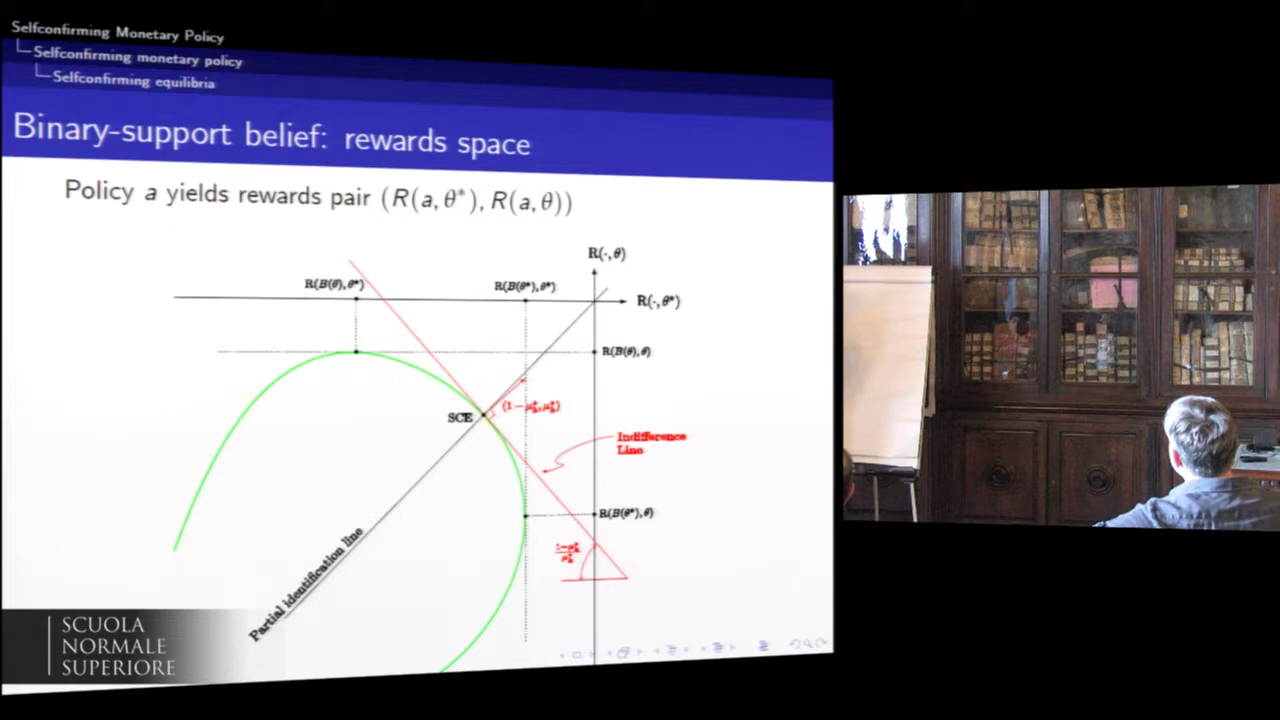 Selfconfirming Monetary Policy
Selfconfirming monetary policy
Selfconfirming equilibria
Binary-support belief: rewards space
Policy a yields rewards pair (R(a, θ*), R(a, θ))
R(·, θ)
R(B(θ), θ*)
R(B(θ*), θ*)
R(·, θ*)
R(B(θ), θ)
(1 − μ*ₐ, μ*ₐ)
SCE
Indifference
Line
R(B(θ*), θ)
Partial identification line
SCUOLA
NORMALE
SUPERIORE